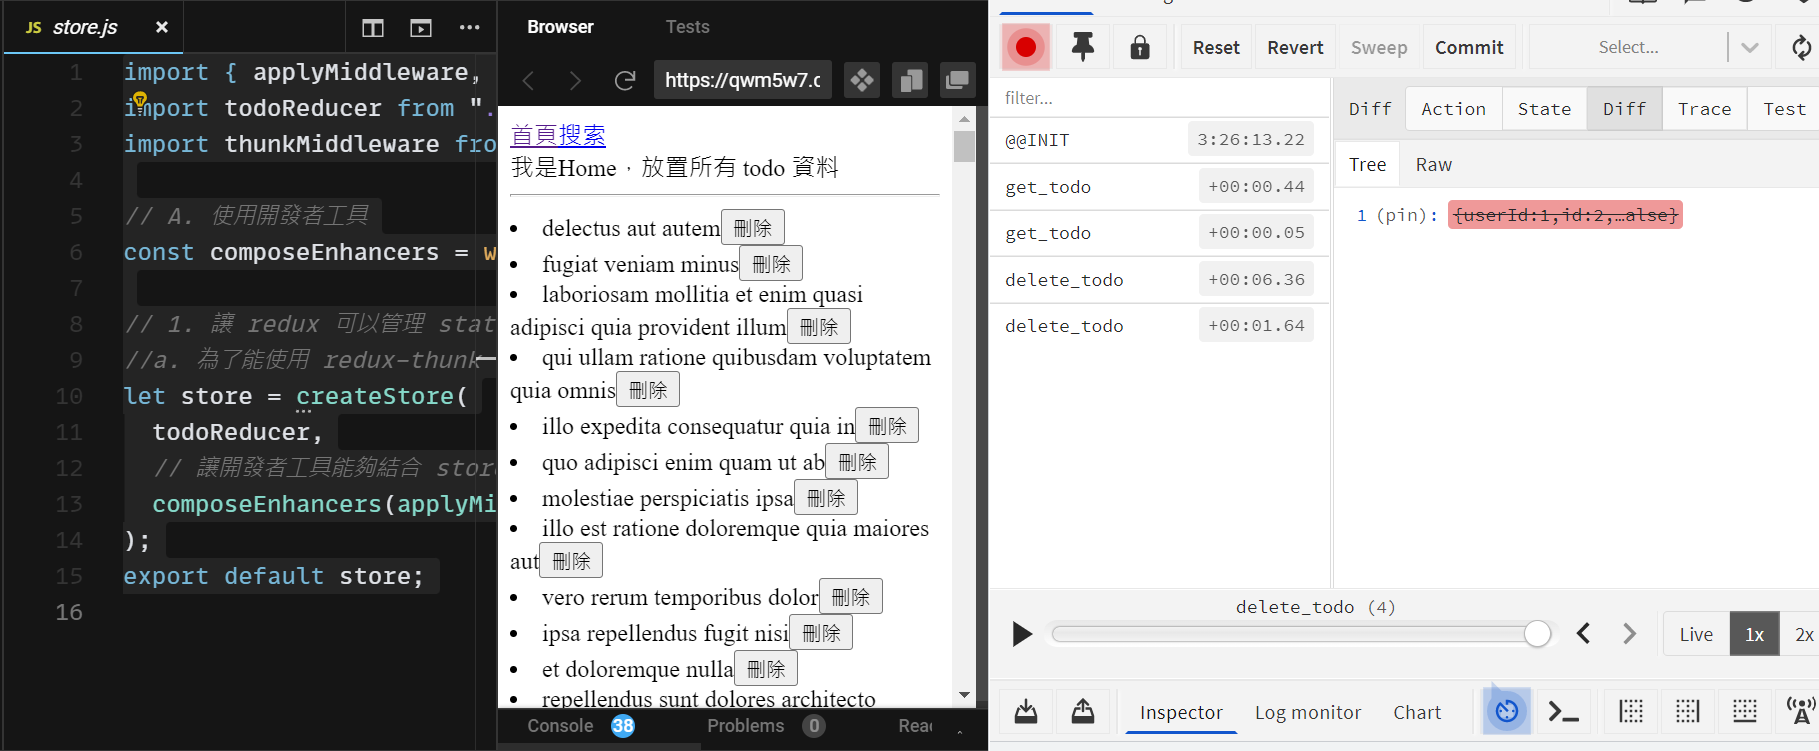 JS store.js ×
1 import { applyMiddleware,
2 import todoReducer from ".
3 import thunkMiddleware fro
4
5 // A. 使用開發者工具
6 const composeEnhancers = w
7
8 // 1. 讓 redux 可以管理 stat
9 //a. 為了能使用 redux-thunk
10 let store = createStore(
11 todoReducer,
12 // 讓開發者工具能夠結合 stor
13 composeEnhancers(applyMi
14 );
15 export default store;
16
Browser Tests
https://qwm5w7.c
首頁搜索
我是Home，放置所有 todo 資料
• delectus aut autem 刪除
• fugiat veniam minus 刪除
• laboriosam mollitia et enim quasi
adipisci quia provident illum 刪除
• qui ullam ratione quibusdam voluptatem
quia omnis 刪除
• illo expedita consequatur quia in 刪除
• quo adipisci enim quam ut ab 刪除
• molestiae perspiciatis ipsa 刪除
• illo est ratione doloremque quia maiores
aut 刪除
• vero rerum temporibus dolor 刪除
• ipsa repellendus fugit nisi 刪除
• et doloremque nulla 刪除
• repellendus sunt dolores architecto
Console 38 Problems 0 Reac
Reset Revert Sweep Commit Select...
filter...
@@INIT 3:26:13.22
get_todo +00:00.44
get_todo +00:00.05
delete_todo +00:06.36
delete_todo +00:01.64
Diff Action State Diff Trace Test
Tree Raw
1 (pin): {userId:1,id:2,…alse}
delete_todo (4)
Live 1x 2x
Inspector Log monitor Chart